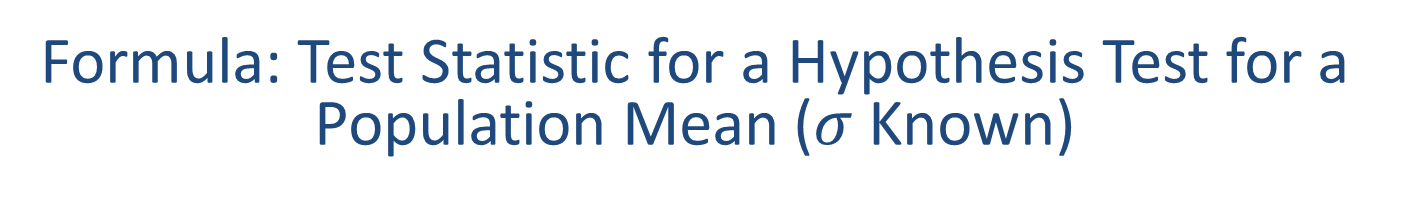 Formula: Test Statistic for a Hypothesis Test for a
Population Mean (𝜎 Known)